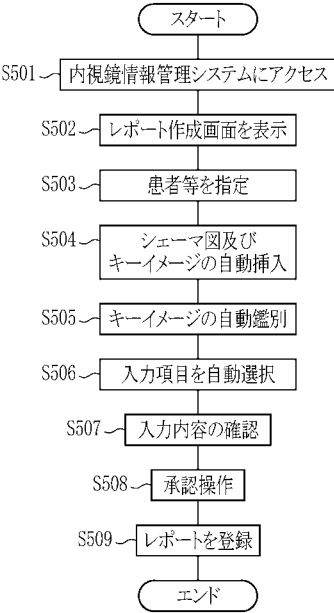 スタート
S501
内視鏡情報管理システムにアクセス
S502
レポート作成画面を表示
S503
患者等を指定
S504
シェーマ図及び
キーイメージの自動挿入
S505
キーイメージの自動鑑別
S506
入力項目を自動選択
S507
入力内容の確認
S508
承認操作
S509
レポートを登録
エンド